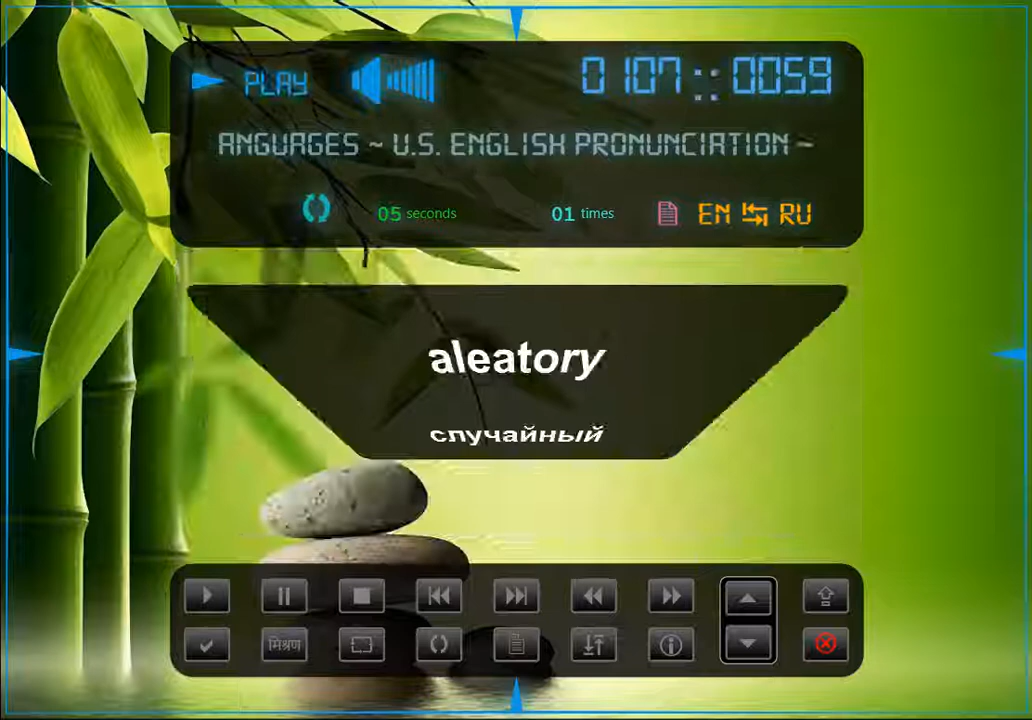 PLAY
0107 :: 0059
ANGUAGES ~ U.S. ENGLISH PRONUNCIATION ~
05 seconds
01 times
EN RU
aleatory
случайный
मिश्रण